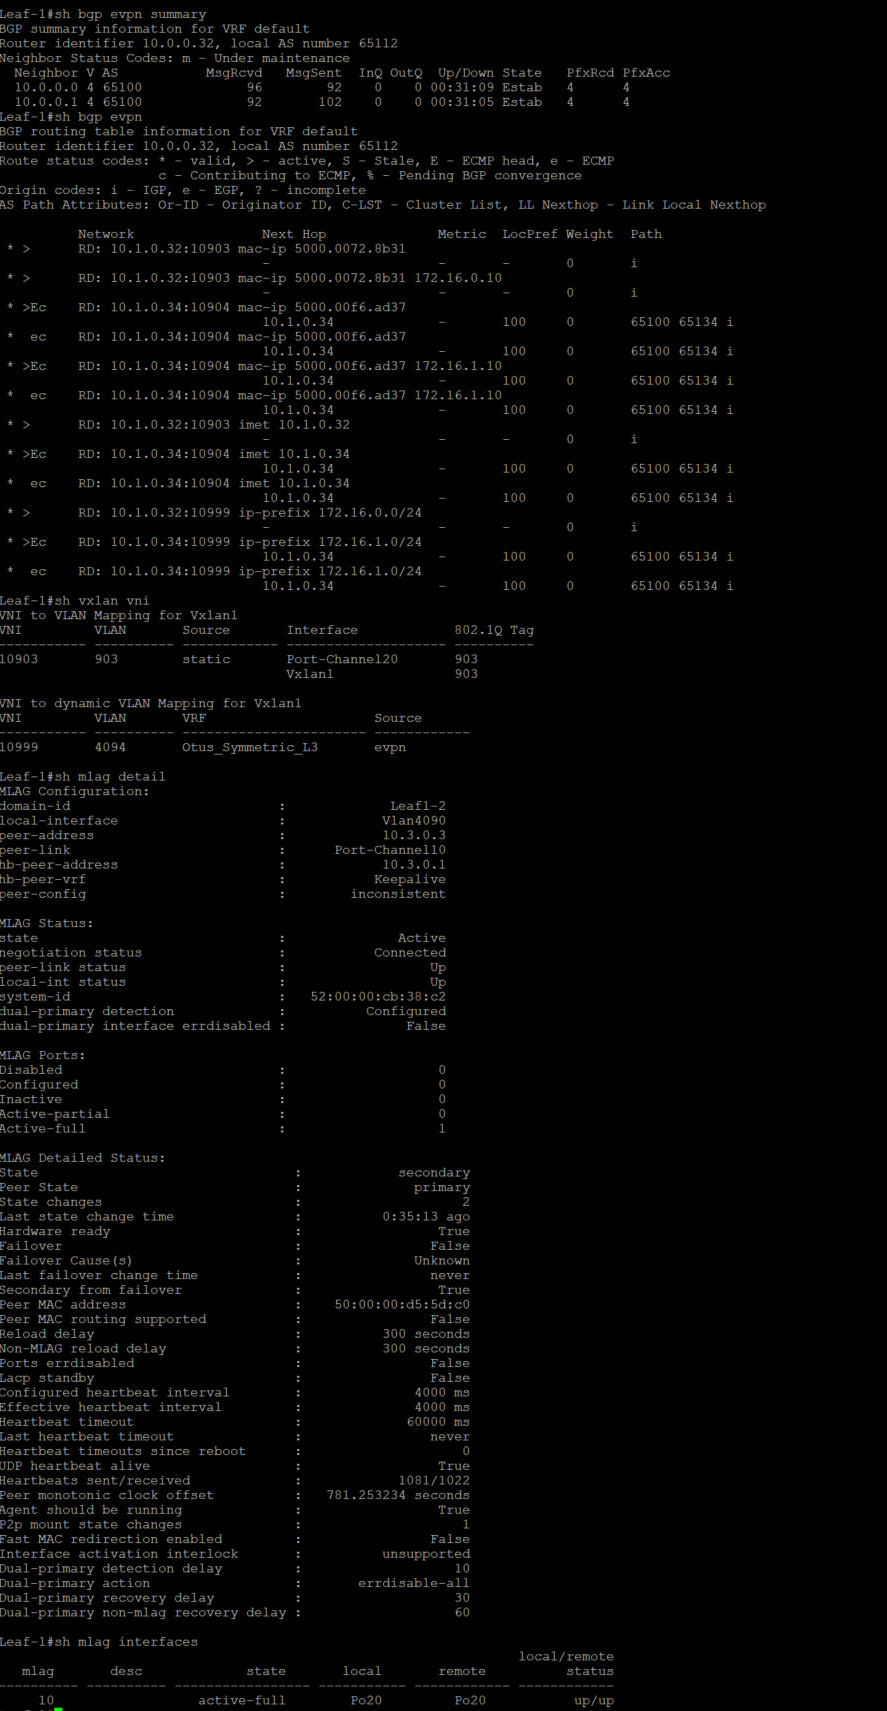 Leaf-1#sh bgp evpn summary
BGP summary information for VRF default
Router identifier 10.0.0.32, local AS number 65112
Neighbor Status Codes: m - Under maintenance
  Neighbor V AS           MsgRcvd   MsgSent  InQ OutQ  Up/Down State   PfxRcd PfxAcc
  10.0.0.0 4 65100             96        92    0    0 00:31:09 Estab   4      4
  10.0.0.1 4 65100             92       102    0    0 00:31:05 Estab   4      4
Leaf-1#sh bgp evpn
BGP routing table information for VRF default
Router identifier 10.0.0.32, local AS number 65112
Route status codes: * - valid, > - active, S - Stale, E - ECMP head, e - ECMP
                    c - Contributing to ECMP, % - Pending BGP convergence
Origin codes: i - IGP, e - EGP, ? - incomplete
AS Path Attributes: Or-ID - Originator ID, C-LST - Cluster List, LL Nexthop - Link Local Nexthop
          Network                Next Hop              Metric  LocPref Weight  Path
 * >      RD: 10.1.0.32:10903 mac-ip 5000.0072.8b31
                                 -                     -       -       0       i
 * >      RD: 10.1.0.32:10903 mac-ip 5000.0072.8b31 172.16.0.10
                                 -                     -       -       0       i
 * >Ec    RD: 10.1.0.34:10904 mac-ip 5000.00f6.ad37
                                 10.1.0.34             -       100     0       65100 65134 i
 *  ec    RD: 10.1.0.34:10904 mac-ip 5000.00f6.ad37
                                 10.1.0.34             -       100     0       65100 65134 i
 * >Ec    RD: 10.1.0.34:10904 mac-ip 5000.00f6.ad37 172.16.1.10
                                 10.1.0.34             -       100     0       65100 65134 i
 *  ec    RD: 10.1.0.34:10904 mac-ip 5000.00f6.ad37 172.16.1.10
                                 10.1.0.34             -       100     0       65100 65134 i
 * >      RD: 10.1.0.32:10903 imet 10.1.0.32
                                 -                     -       -       0       i
 * >Ec    RD: 10.1.0.34:10904 imet 10.1.0.34
                                 10.1.0.34             -       100     0       65100 65134 i
 *  ec    RD: 10.1.0.34:10904 imet 10.1.0.34
                                 10.1.0.34             -       100     0       65100 65134 i
 * >      RD: 10.1.0.32:10999 ip-prefix 172.16.0.0/24
                                 -                     -       -       0       i
 * >Ec    RD: 10.1.0.34:10999 ip-prefix 172.16.1.0/24
                                 10.1.0.34             -       100     0       65100 65134 i
 *  ec    RD: 10.1.0.34:10999 ip-prefix 172.16.1.0/24
                                 10.1.0.34             -       100     0       65100 65134 i
Leaf-1#sh vxlan vni
VNI to VLAN Mapping for Vxlan1
VNI         VLAN       Source       Interface            802.1Q Tag
----------- ---------- ------------ -------------------- ----------
10903       903        static       Port-Channel20       903
                                    Vxlan1               903
VNI to dynamic VLAN Mapping for Vxlan1
VNI         VLAN       VRF                     Source
----------- ---------- ----------------------- ------------
10999       4094       Otus_Symmetric_L3       evpn
Leaf-1#sh mlag detail
MLAG Configuration:
domain-id                          :             Leaf1-2
local-interface                    :            Vlan4090
peer-address                       :            10.3.0.3
peer-link                          :      Port-Channel10
hb-peer-address                    :            10.3.0.1
hb-peer-vrf                        :           Keepalive
peer-config                        :        inconsistent
MLAG Status:
state                              :              Active
negotiation status                 :           Connected
peer-link status                   :                  Up
local-int status                   :                  Up
system-id                          :   52:00:00:cb:38:c2
dual-primary detection             :          Configured
dual-primary interface errdisabled :               False
MLAG Ports:
Disabled                           :                   0
Configured                         :                   0
Inactive                           :                   0
Active-partial                     :                   0
Active-full                        :                   1
MLAG Detailed Status:
State                                :           secondary
Peer State                           :             primary
State changes                        :                   2
Last state change time               :         0:35:13 ago
Hardware ready                       :                True
Failover                             :               False
Failover Cause(s)                    :             Unknown
Last failover change time            :               never
Secondary from failover              :                True
Peer MAC address                     :   50:00:00:d5:5d:c0
Peer MAC routing supported           :               False
Reload delay                         :         300 seconds
Non-MLAG reload delay                :         300 seconds
Ports errdisabled                    :               False
Lacp standby                         :               False
Configured heartbeat interval        :             4000 ms
Effective heartbeat interval         :             4000 ms
Heartbeat timeout                    :            60000 ms
Last heartbeat timeout               :               never
Heartbeat timeouts since reboot      :                   0
UDP heartbeat alive                  :                True
Heartbeats sent/received             :           1081/1022
Peer monotonic clock offset          :  781.253234 seconds
Agent should be running              :                True
P2p mount state changes              :                   1
Fast MAC redirection enabled         :               False
Interface activation interlock       :         unsupported
Dual-primary detection delay         :                  10
Dual-primary action                  :      errdisable-all
Dual-primary recovery delay          :                  30
Dual-primary non-mlag recovery delay :                  60
Leaf-1#sh mlag interfaces
                                                                 local/remote
   mlag       desc             state       local       remote          status
---------- ---------- ----------------- ----------- ------------ ------------
     10                  active-full        Po20         Po20           up/up